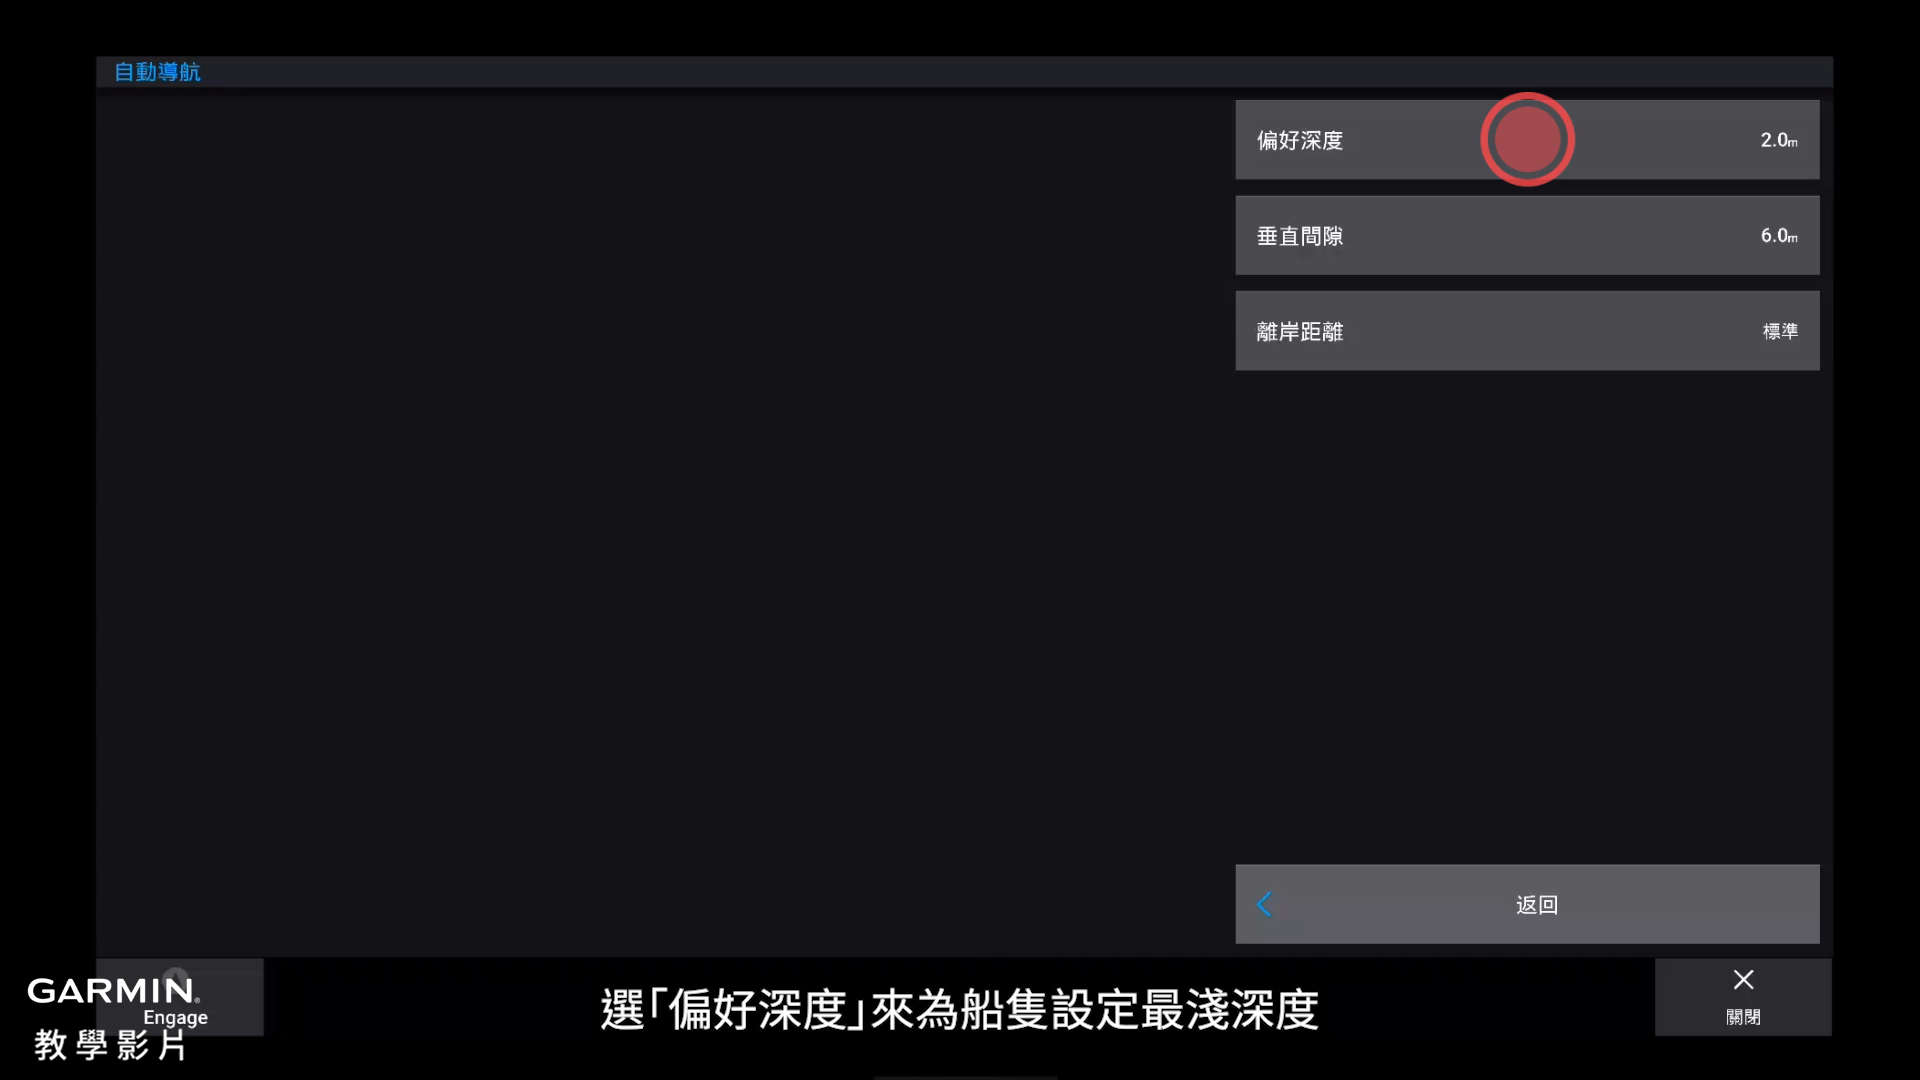 自動導航
偏好深度 2.0m
垂直間隙 6.0m
離岸距離 標準
返回
GARMIN
Engage
教學影片
選「偏好深度」來為船隻設定最淺深度
關閉